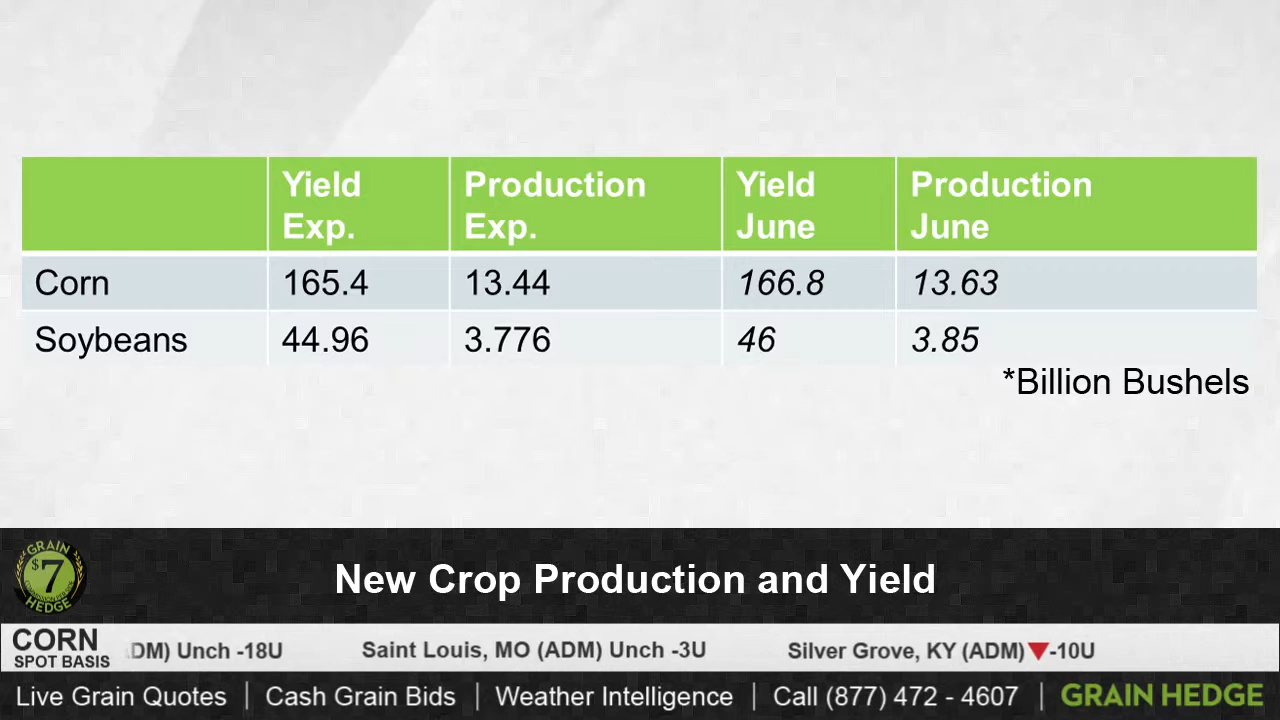 Yield Exp. Production Exp. Yield June Production June
Corn 165.4 13.44 166.8 13.63
Soybeans 44.96 3.776 46 3.85
*Billion Bushels
GRAIN $7 HEDGE
New Crop Production and Yield
CORN SPOT BASIS
DM) Unch -18U Saint Louis, MO (ADM) Unch -3U Silver Grove, KY (ADM)▼-10U
Live Grain Quotes | Cash Grain Bids | Weather Intelligence | Call (877) 472 - 4607 | GRAIN HEDGE